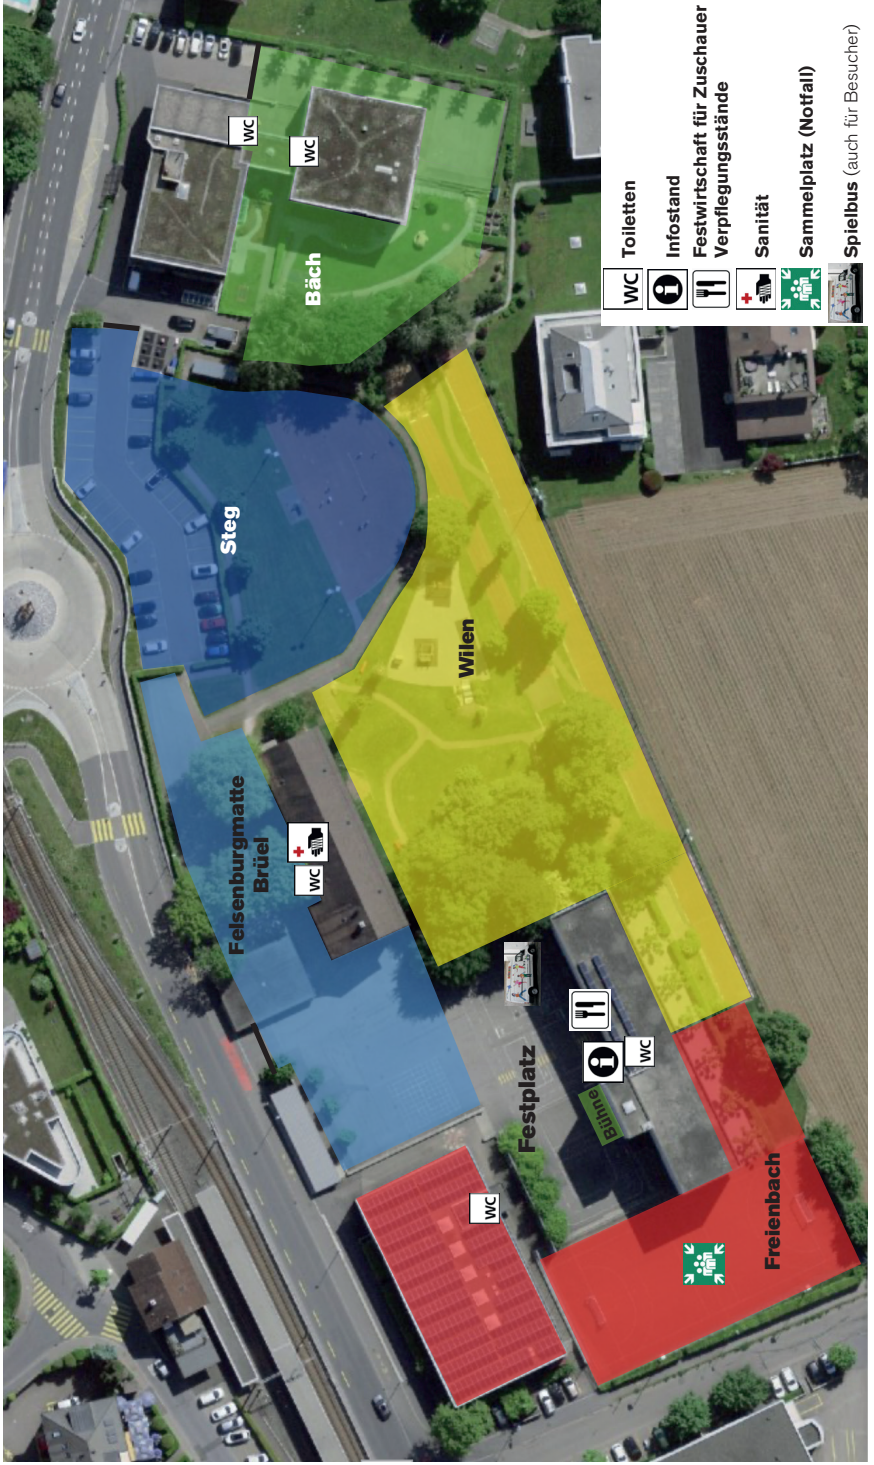 WC Toiletten
Infostand
Festwirtschaft für Zuschauer
Verpflegungsstände
Sanität
Sammelplatz (Notfall)
Spielbus (auch für Besucher)
WC
WC
Bäch
Steg
Wilen
Felsenburgmatte
Brüel
WC
Festplatz
WC
Bühne
WC
Freienbach